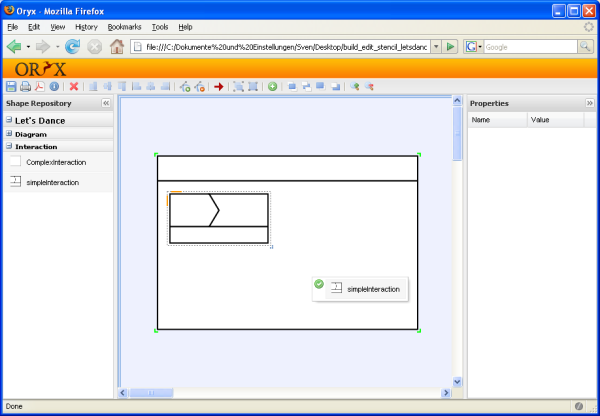 Oryx - Mozilla Firefox
File Edit View History Bookmarks Tools Help
file:///C:/Dokumente%20und%20Einstellungen/Sven/Desktop/build_edit_stencil_letsdanc
Google
ORYX
Shape Repository
Properties
Let's Dance
Name Value
Diagram
Interaction
ComplexInteraction
simpleInteraction
simpleInteraction
Done